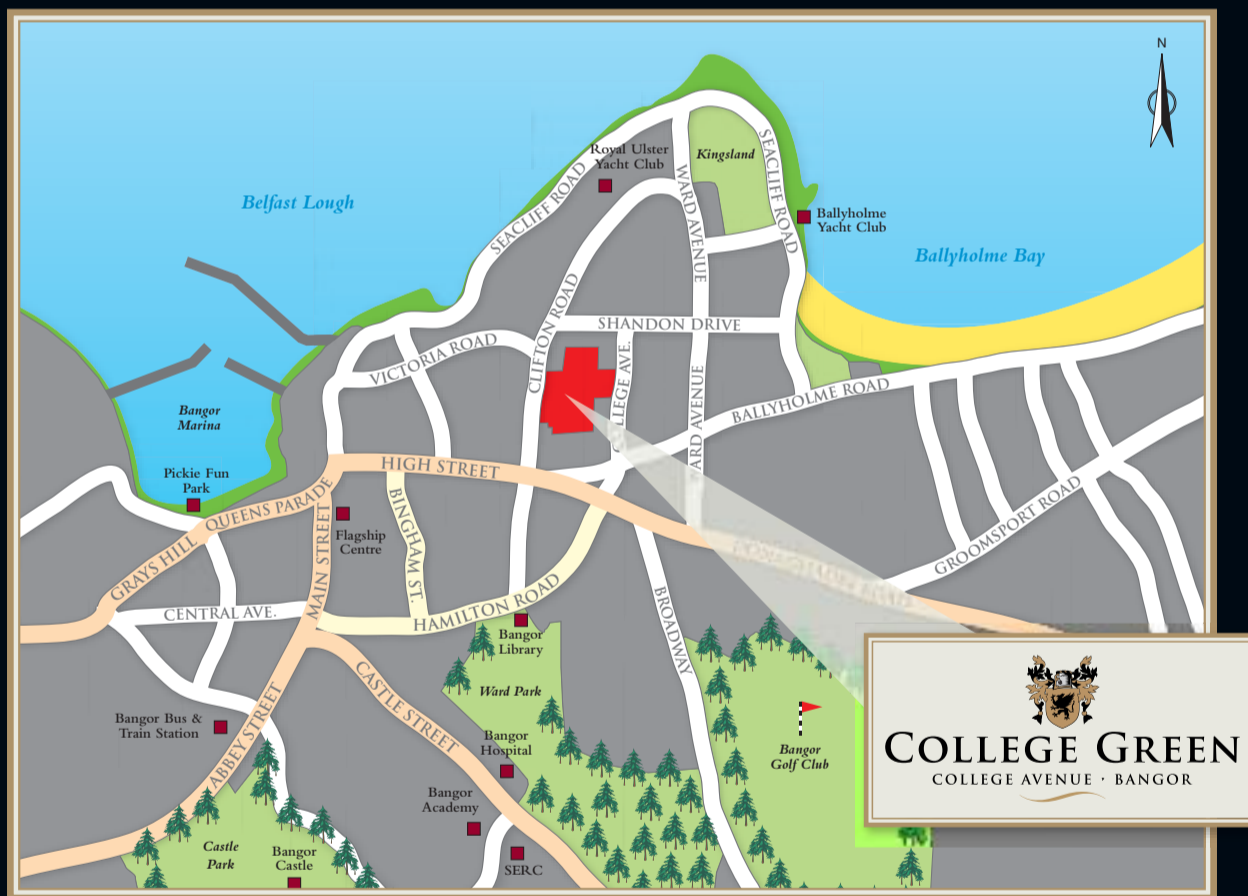 N
Royal Ulster
Yacht Club
Kingsland
SEACLIFF ROAD
SEACLIFF ROAD
WARD AVENUE
Belfast Lough
Ballyholme
Yacht Club
Ballyholme Bay
CLIFTON ROAD
SHANDON DRIVE
VICTORIA ROAD
COLLEGE AVE.
WARD AVENUE
BALLYHOLME ROAD
Bangor
Marina
Pickie Fun
Park
HIGH STREET
QUEENS PARADE
BINGHAM ST.
Flagship
Centre
GRAYS HILL
MAIN STREET
GROOMSPORT ROAD
CENTRAL AVE.
HAMILTON ROAD
BROADWAY
Bangor
Library
Ward Park
CASTLE STREET
Bangor Bus &
Train Station
ABBEY STREET
Bangor
Hospital
Bangor
Golf Club
COLLEGE GREEN
COLLEGE AVENUE · BANGOR
Bangor
Academy
Castle
Park
Bangor
Castle
SERC